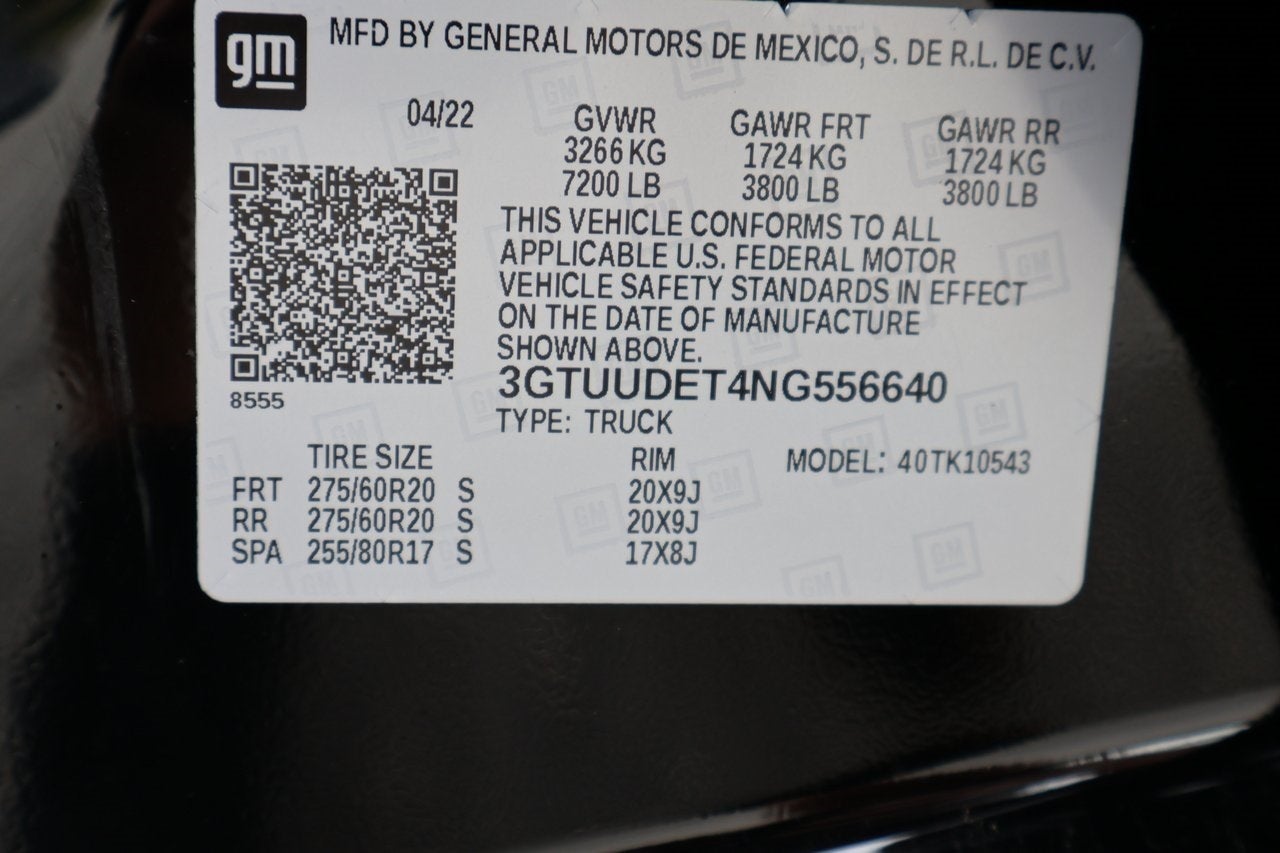 gm
MFD BY GENERAL MOTORS DE MEXICO, S. DE R.L. DE C.V.
04/22 GVWR GAWR FRT GAWR RR
3266 KG 1724 KG 1724 KG
7200 LB 3800 LB 3800 LB
THIS VEHICLE CONFORMS TO ALL
APPLICABLE U.S. FEDERAL MOTOR
VEHICLE SAFETY STANDARDS IN EFFECT
ON THE DATE OF MANUFACTURE
SHOWN ABOVE.
3GTUUDET4NG556640
8555
TYPE: TRUCK
TIRE SIZE RIM MODEL: 40TK10543
FRT 275/60R20 S 20X9J
RR 275/60R20 S 20X9J
SPA 255/80R17 S 17X8J